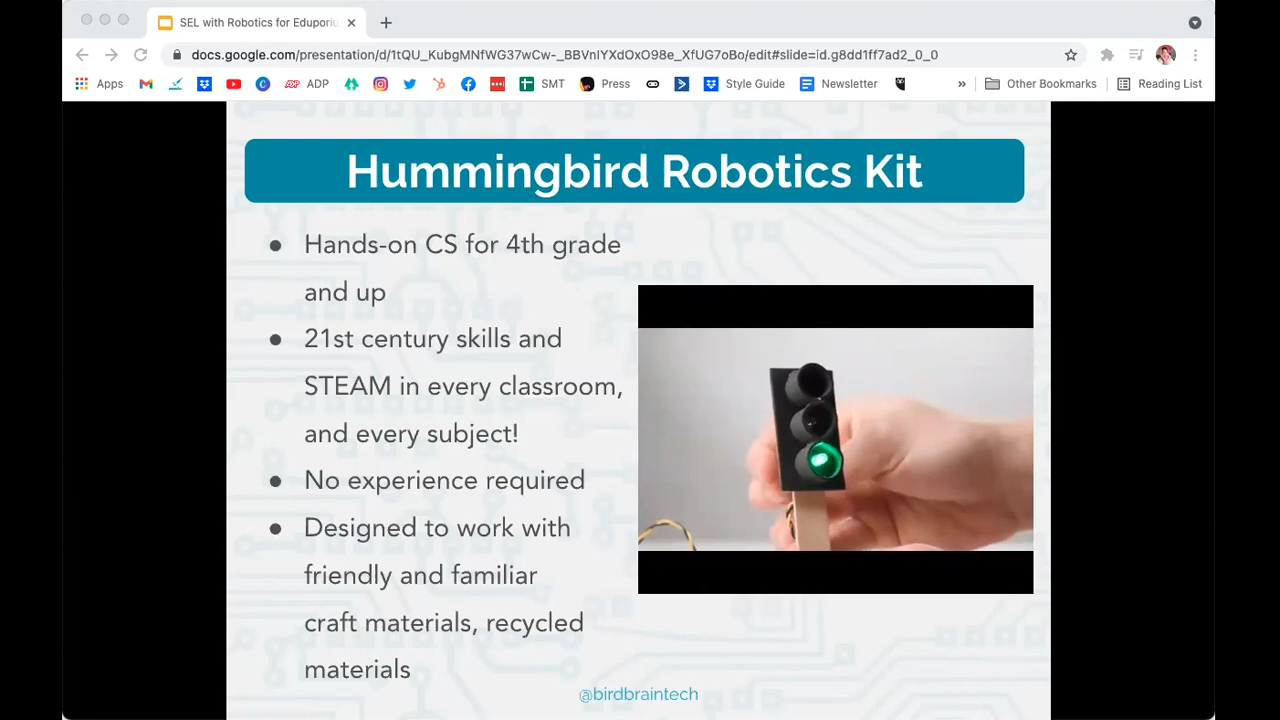 SEL with Robotics for Eduporiu
docs.google.com/presentation/d/1tQU_KubgMNfWG37wCw-_BBVnlYXdOxO98e_XfUG7oBo/edit#slide=id.g8dd1ff7ad2_0_0
Apps ADP SMT Press Style Guide Newsletter » Other Bookmarks Reading List
Hummingbird Robotics Kit
● Hands-on CS for 4th grade
and up
● 21st century skills and
STEAM in every classroom,
and every subject!
● No experience required
● Designed to work with
friendly and familiar
craft materials, recycled
materials
@birdbraintech